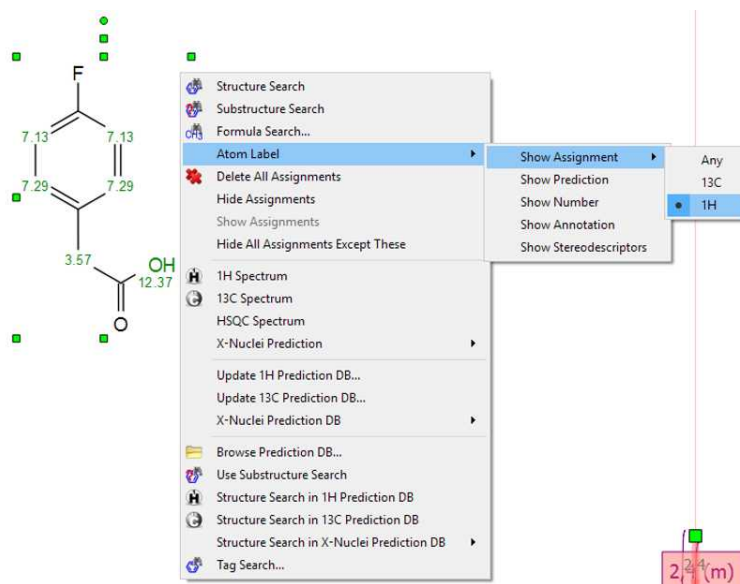 F
7.13 7.13
7.29 7.29
3.57
OH
12.37
O
Structure Search
Substructure Search
CH3 Formula Search...
Atom Label
Delete All Assignments
Hide Assignments
Show Assignments
Hide All Assignments Except These
H 1H Spectrum
C 13C Spectrum
HSQC Spectrum
X-Nuclei Prediction
Update 1H Prediction DB...
Update 13C Prediction DB...
X-Nuclei Prediction DB
Browse Prediction DB...
Use Substructure Search
H Structure Search in 1H Prediction DB
C Structure Search in 13C Prediction DB
Structure Search in X-Nuclei Prediction DB
Tag Search...
Show Assignment
Show Prediction
Show Number
Show Annotation
Show Stereodescriptors
Any
13C
1H
(m)